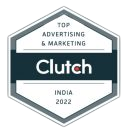 TOP
ADVERTISING
& MARKETING
Clutch
INDIA
2022